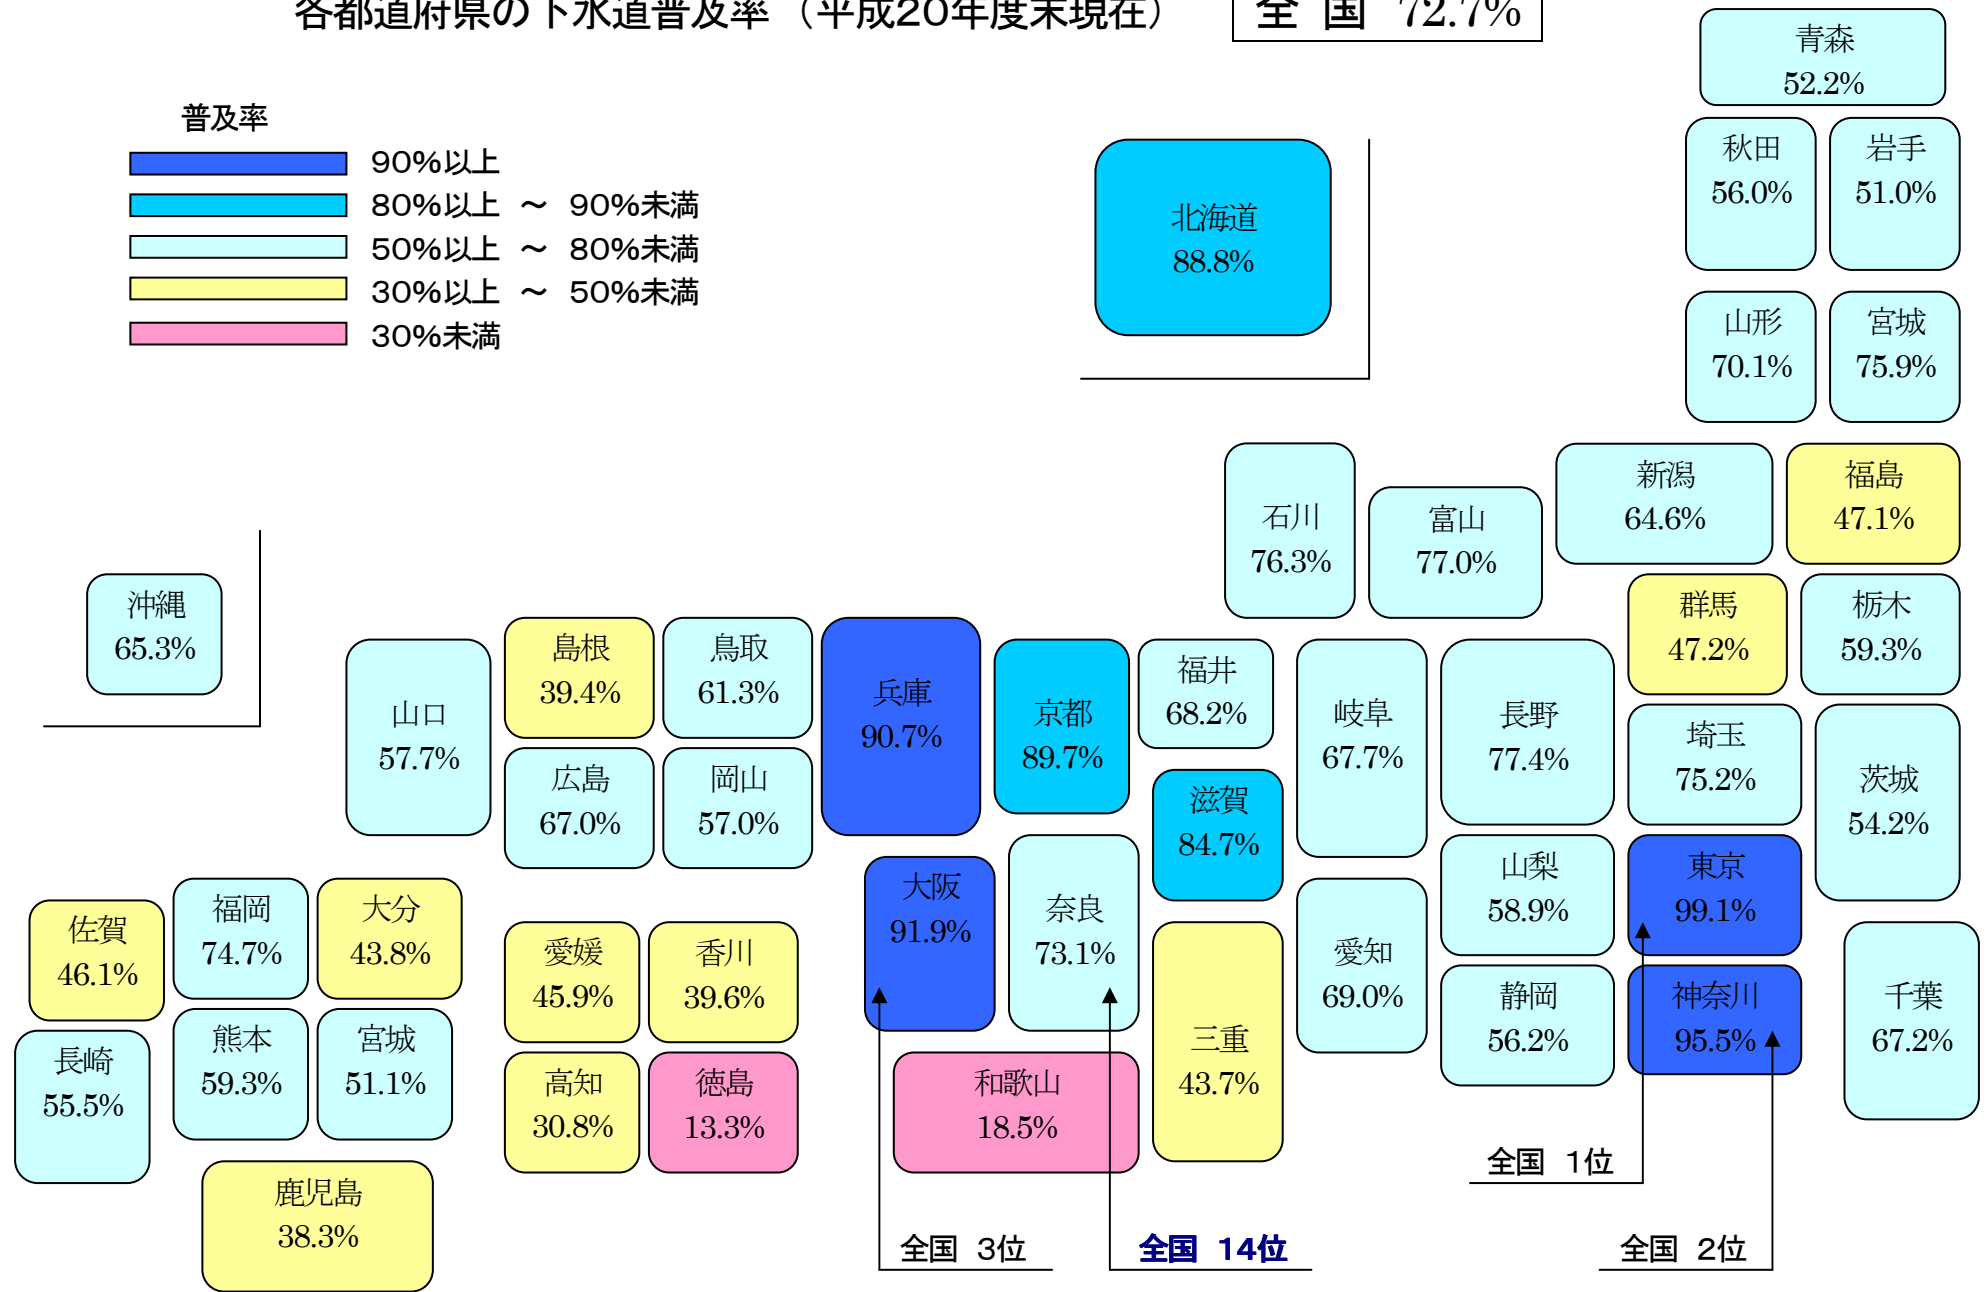 各都道府県の下水道普及率（平成20年度末現在）
全 国 72.7%
普及率
90%以上
80%以上 ～ 90%未満
50%以上 ～ 80%未満
30%以上 ～ 50%未満
30%未満
北海道
88.8%
青森
52.2%
秋田
56.0%
岩手
51.0%
山形
70.1%
宮城
75.9%
石川
76.3%
富山
77.0%
新潟
64.6%
福島
47.1%
群馬
47.2%
栃木
59.3%
沖縄
65.3%
山口
57.7%
島根
39.4%
鳥取
61.3%
広島
67.0%
岡山
57.0%
兵庫
90.7%
京都
89.7%
福井
68.2%
滋賀
84.7%
岐阜
67.7%
長野
77.4%
埼玉
75.2%
茨城
54.2%
山梨
58.9%
東京
99.1%
静岡
56.2%
神奈川
95.5%
千葉
67.2%
愛知
69.0%
三重
43.7%
大阪
91.9%
奈良
73.1%
和歌山
18.5%
愛媛
45.9%
香川
39.6%
高知
30.8%
徳島
13.3%
佐賀
46.1%
福岡
74.7%
大分
43.8%
長崎
55.5%
熊本
59.3%
宮城
51.1%
鹿児島
38.3%
全国 1位
全国 3位
全国 14位
全国 2位